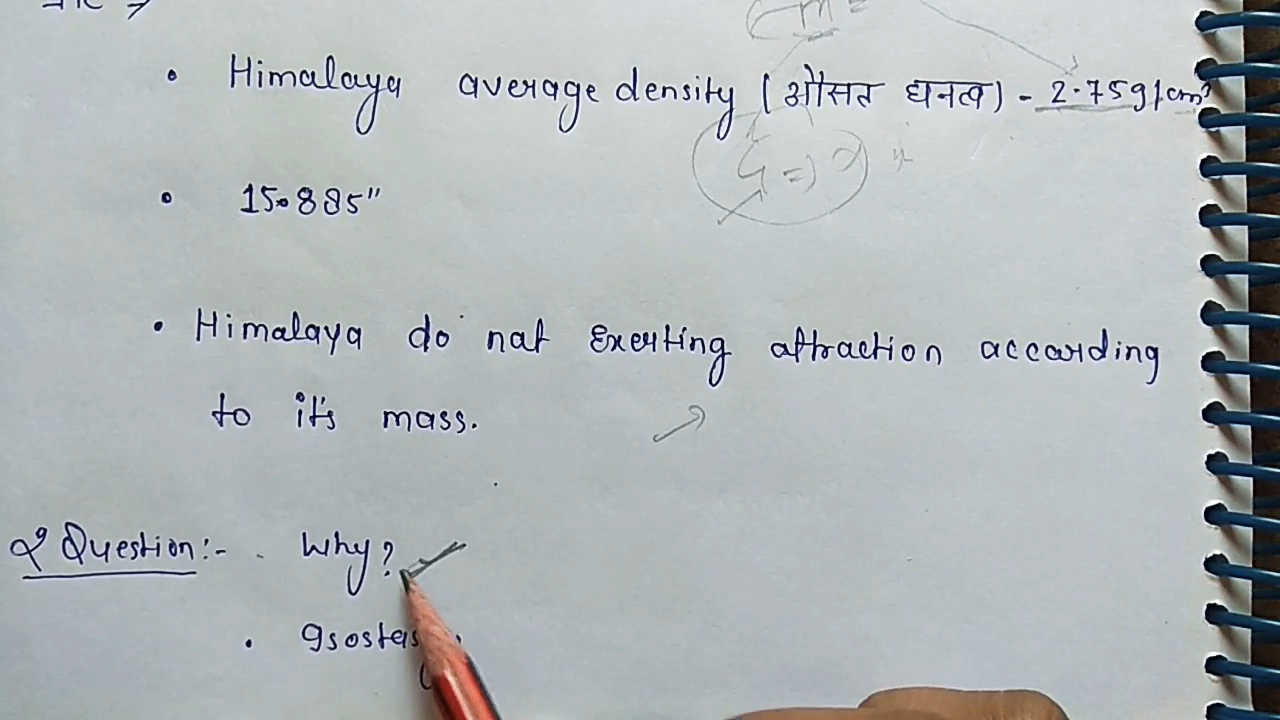 • Himalaya average density (औसत घनत्व) - 2.75g/cm³
• 15.885"
• Himalaya do not Exerting attraction according
to it's mass.
2 Question:- . Why?